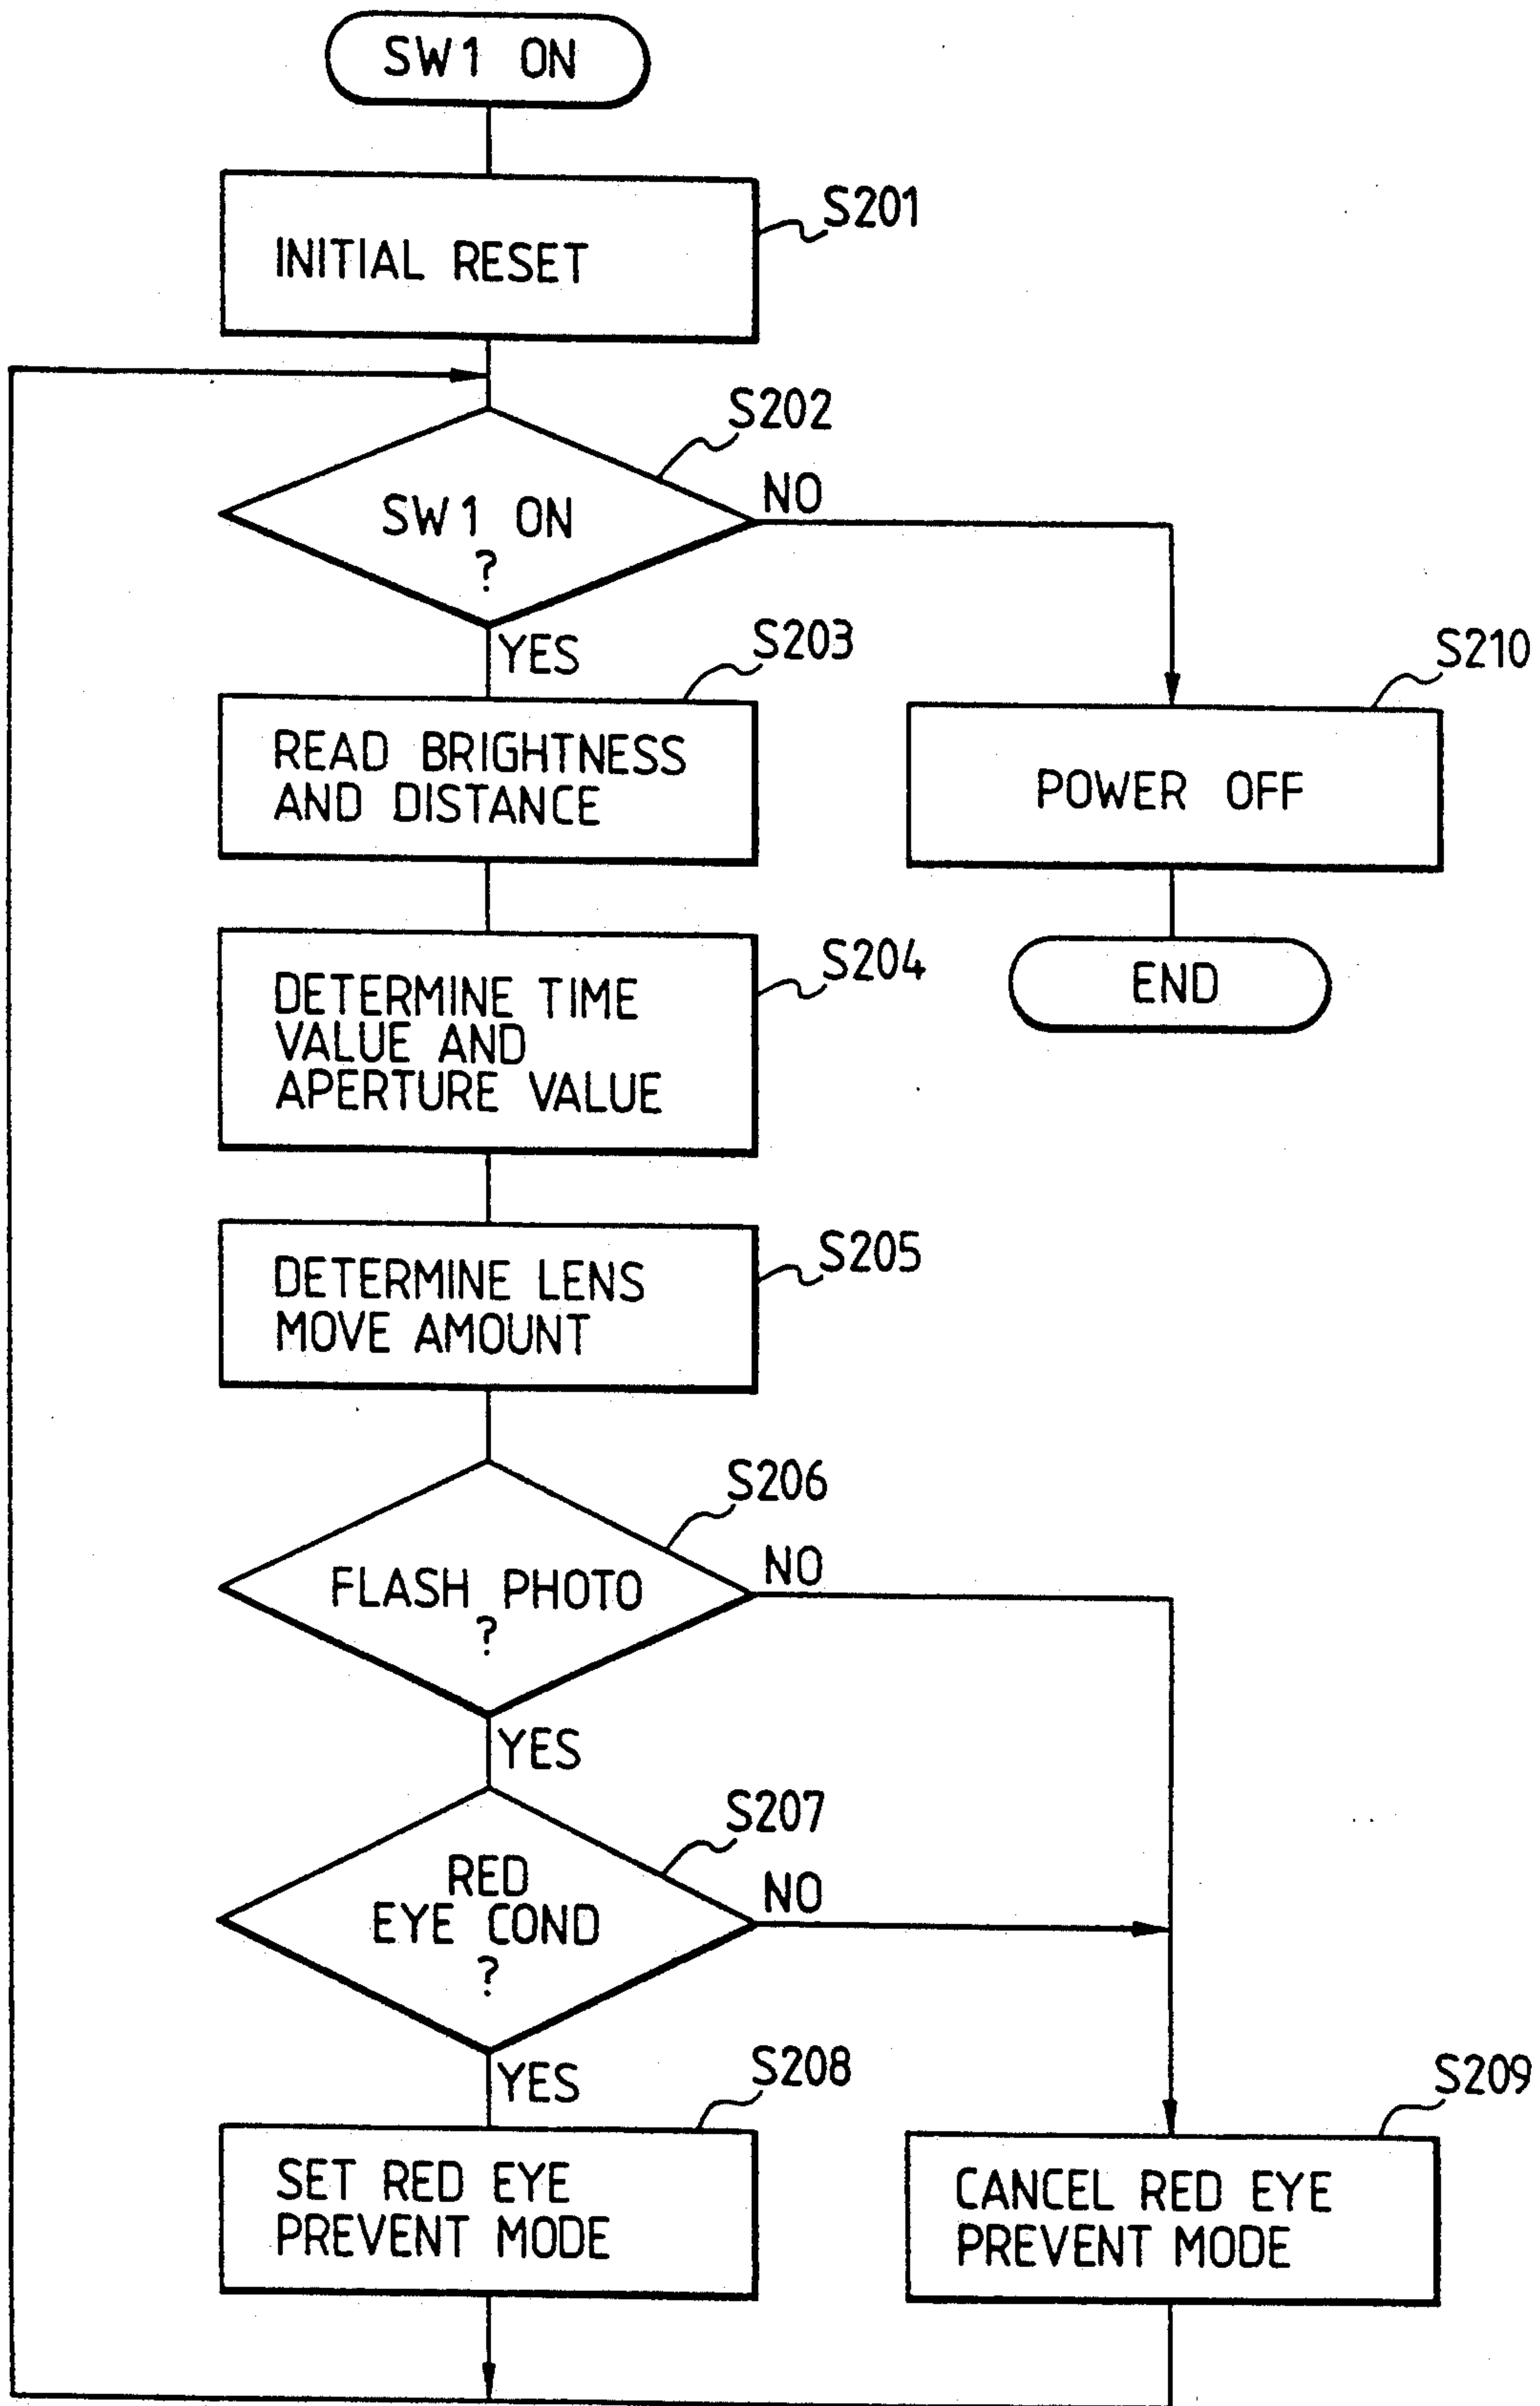 SW1 ON
INITIAL RESET
S201
S202
SW1 ON
?
NO
YES
S203
READ BRIGHTNESS
AND DISTANCE
S210
POWER OFF
END
S204
DETERMINE TIME
VALUE AND
APERTURE VALUE
S205
DETERMINE LENS
MOVE AMOUNT
S206
FLASH PHOTO
?
NO
YES
S207
RED
EYE COND
?
NO
YES
S208
SET RED EYE
PREVENT MODE
S209
CANCEL RED EYE
PREVENT MODE